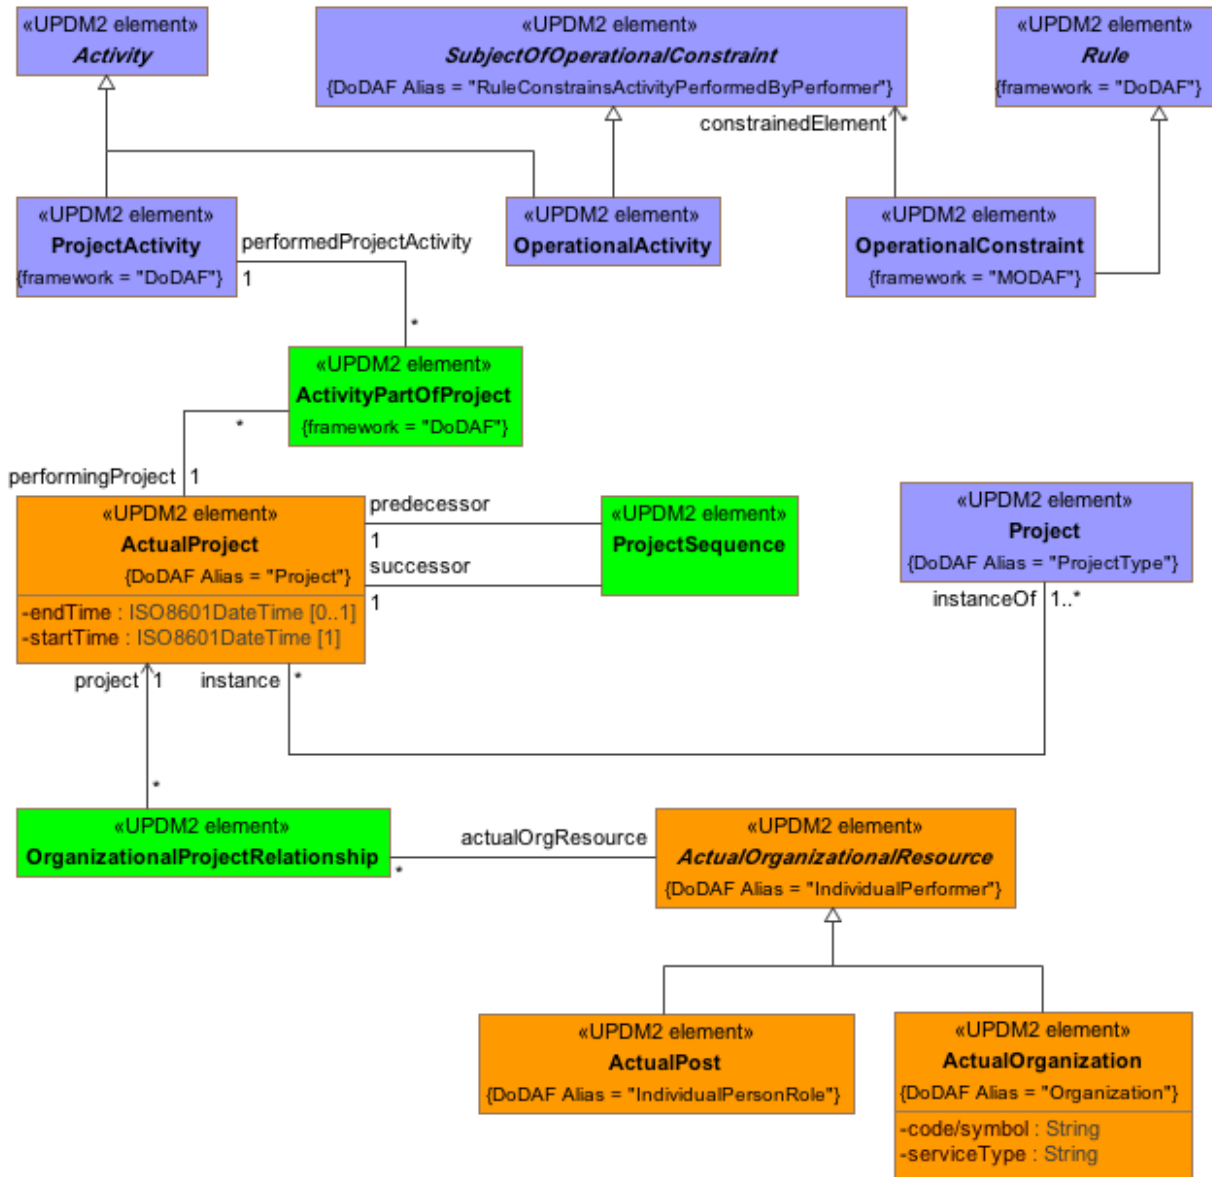 «UPDM2 element»
Activity
«UPDM2 element»
SubjectOfOperationalConstraint
{DoDAF Alias = "RuleConstrainsActivityPerformedByPerformer"}
«UPDM2 element»
Rule
{framework = "DoDAF"}
constrainedElement
*
«UPDM2 element»
ProjectActivity
{framework = "DoDAF"}
performedProjectActivity
1
*
«UPDM2 element»
OperationalActivity
«UPDM2 element»
OperationalConstraint
{framework = "MODAF"}
«UPDM2 element»
ActivityPartOfProject
{framework = "DoDAF"}
*
performingProject
1
«UPDM2 element»
ActualProject
{DoDAF Alias = "Project"}
-endTime : ISO8601DateTime [0..1]
-startTime : ISO8601DateTime [1]
predecessor
1
successor
1
«UPDM2 element»
ProjectSequence
«UPDM2 element»
Project
{DoDAF Alias = "ProjectType"}
instanceOf
1..*
project
1
instance
*
*
«UPDM2 element»
OrganizationalProjectRelationship
actualOrgResource
*
«UPDM2 element»
ActualOrganizationalResource
{DoDAF Alias = "IndividualPerformer"}
«UPDM2 element»
ActualPost
{DoDAF Alias = "IndividualPersonRole"}
«UPDM2 element»
ActualOrganization
{DoDAF Alias = "Organization"}
-code/symbol : String
-serviceType : String